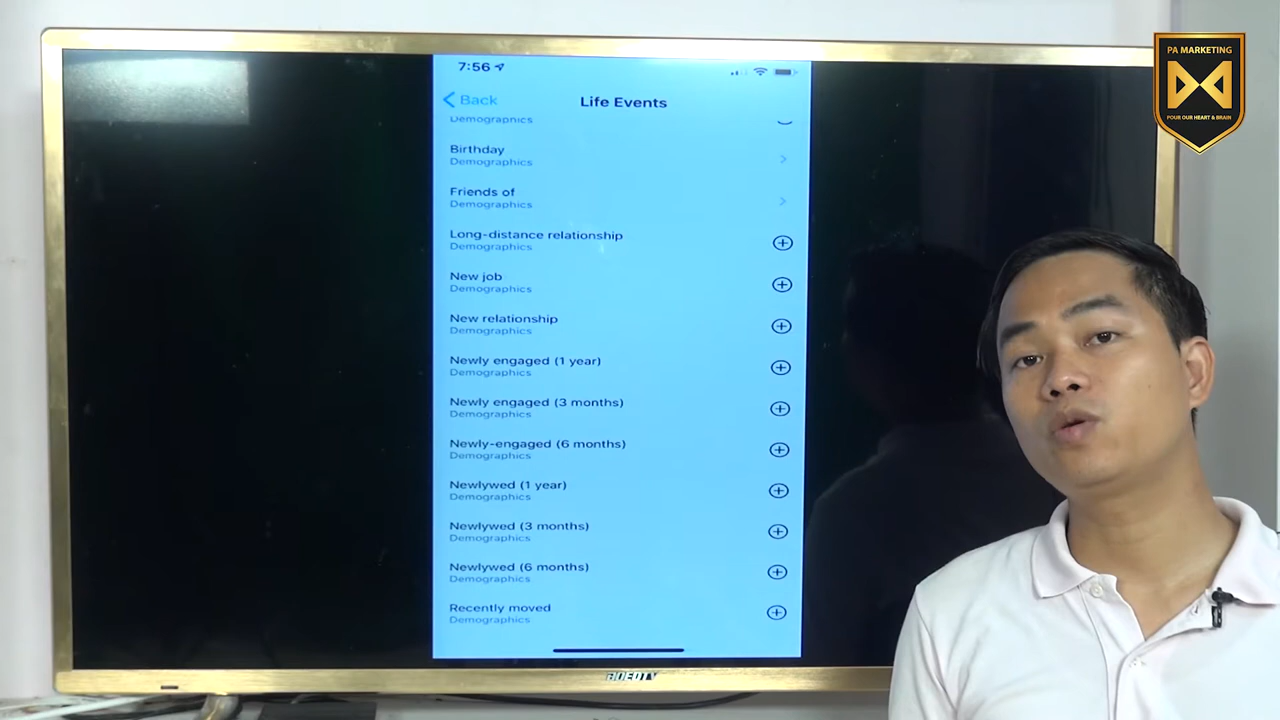 PA MARKETING
POUR OUR HEART & BRAIN
7:56
Back
Life Events
Demographics
Birthday
Demographics
Friends of
Demographics
Long-distance relationship
Demographics
New job
Demographics
New relationship
Demographics
Newly engaged (1 year)
Demographics
Newly engaged (3 months)
Demographics
Newly-engaged (6 months)
Demographics
Newlywed (1 year)
Demographics
Newlywed (3 months)
Demographics
Newlywed (6 months)
Demographics
Recently moved
Demographics